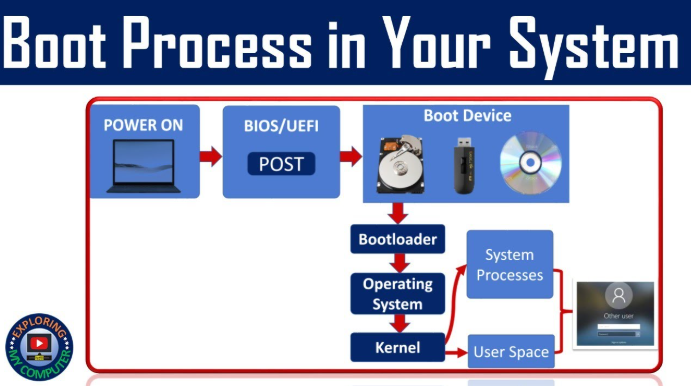 Boot Process in Your System
POWER ON
BIOS/UEFI
POST
Boot Device
Bootloader
Operating
System
Kernel
System
Processes
User Space
Other user
EXPLORING
MY COMPUTER